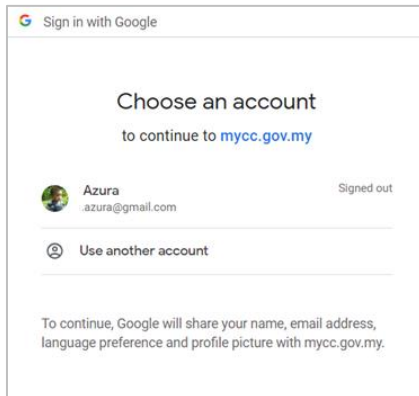 Sign in with Google
Choose an account
to continue to mycc.gov.my
Azura
Signed out
.azura@gmail.com
Use another account
To continue, Google will share your name, email address,
language preference and profile picture with mycc.gov.my.